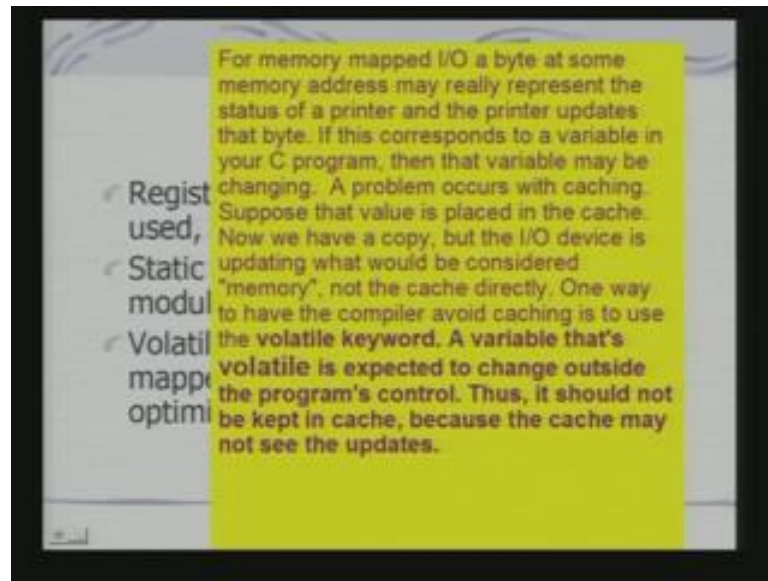 For memory mapped I/O a byte at some
memory address may really represent the
status of a printer and the printer updates
that byte. If this corresponds to a variable in
your C program, then that variable may be
changing. A problem occurs with caching.
Suppose that value is placed in the cache.
Now we have a copy, but the I/O device is
updating what would be considered
"memory", not the cache directly. One way
to have the compiler avoid caching is to use
the volatile keyword. A variable that's
volatile is expected to change outside
the program's control. Thus, it should not
be kept in cache, because the cache may
not see the updates.
Regist
used,
Static
modul
Volatil
mappe
optimi